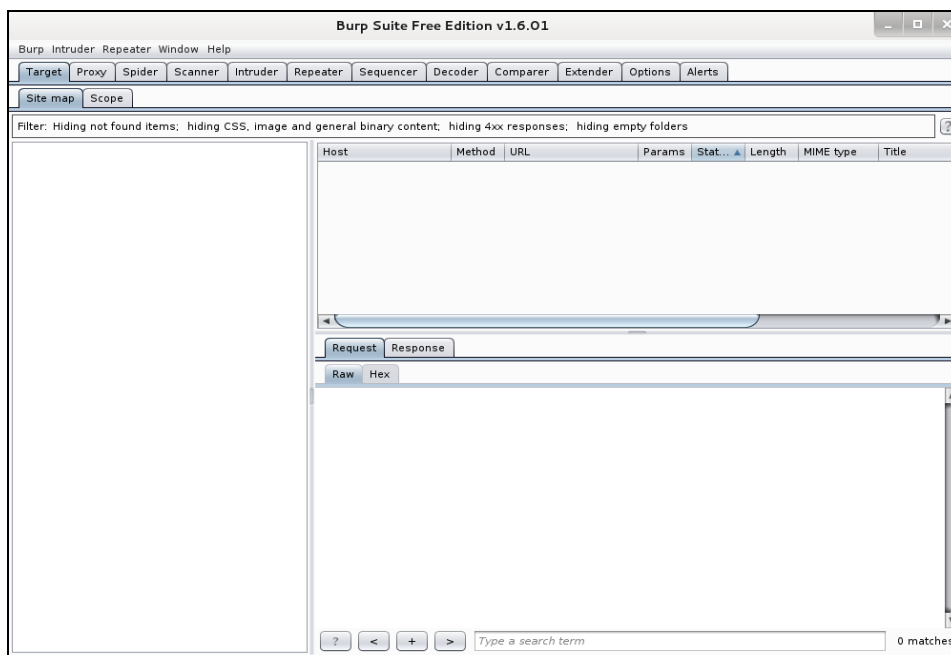 Burp Suite Free Edition v1.6.01
Burp Intruder Repeater Window Help
Target Proxy Spider Scanner Intruder Repeater Sequencer Decoder Comparer Extender Options Alerts
Site map Scope
Filter: Hiding not found items; hiding CSS, image and general binary content; hiding 4xx responses; hiding empty folders
?
Host Method URL Params Stat... Length MIME type Title
Request Response
Raw Hex
? < + > Type a search term 0 matches